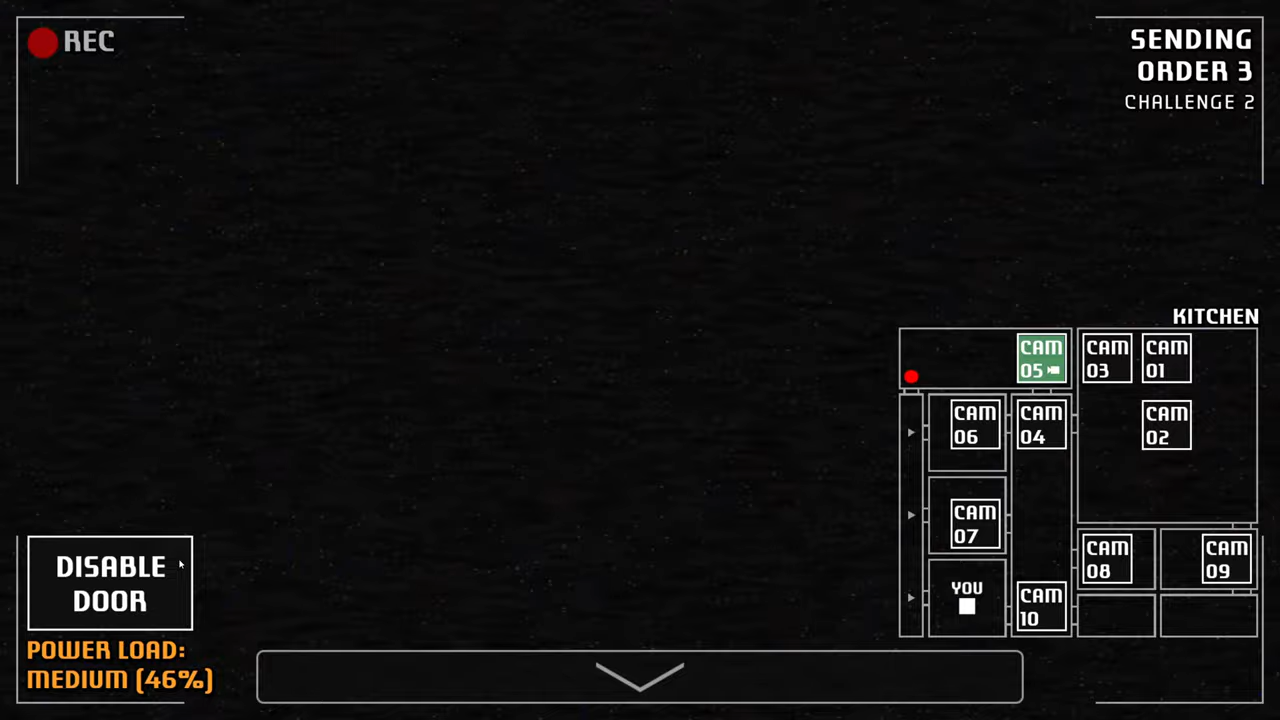 REC
SENDING
ORDER 3
CHALLENGE 2
KITCHEN
CAM
05
CAM
03
CAM
01
CAM
06
CAM
04
CAM
02
CAM
07
CAM
08
CAM
09
YOU
CAM
10
DISABLE
DOOR
POWER LOAD:
MEDIUM (46%)